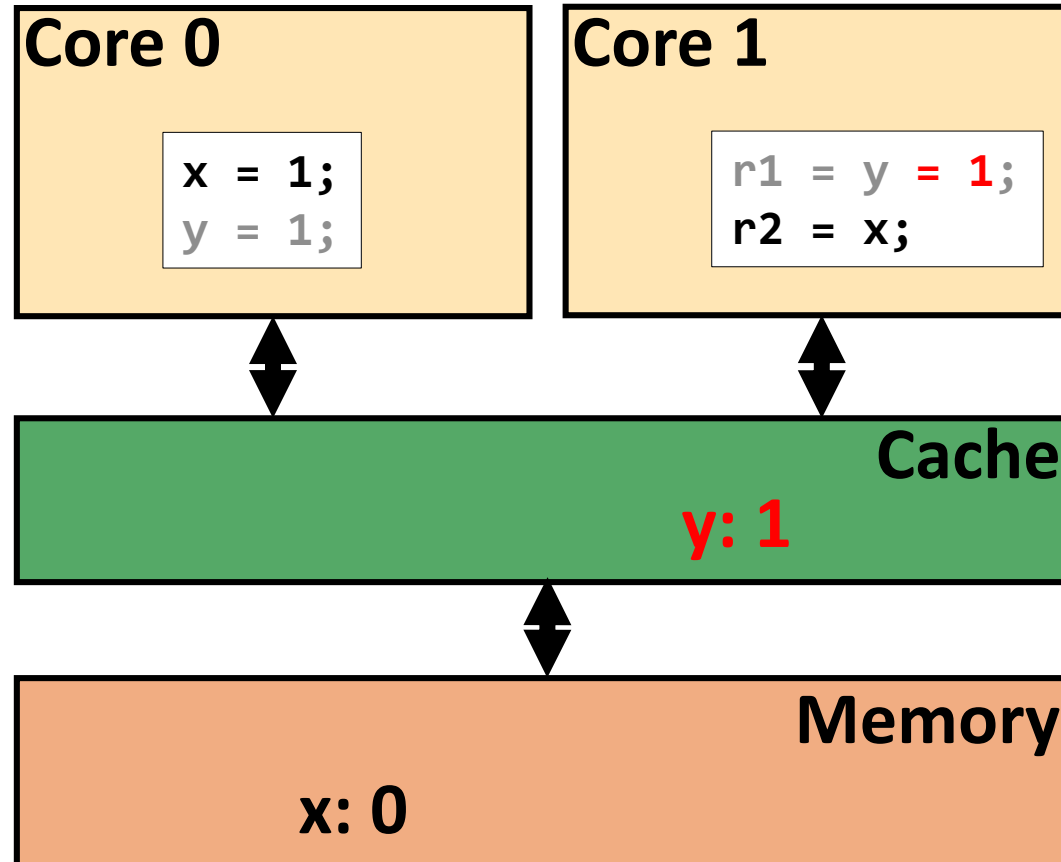 Core 0
x = 1;
y = 1;
Core 1
r1 = y = 1;
r2 = x;
Cache
y: 1
Memory
x: 0